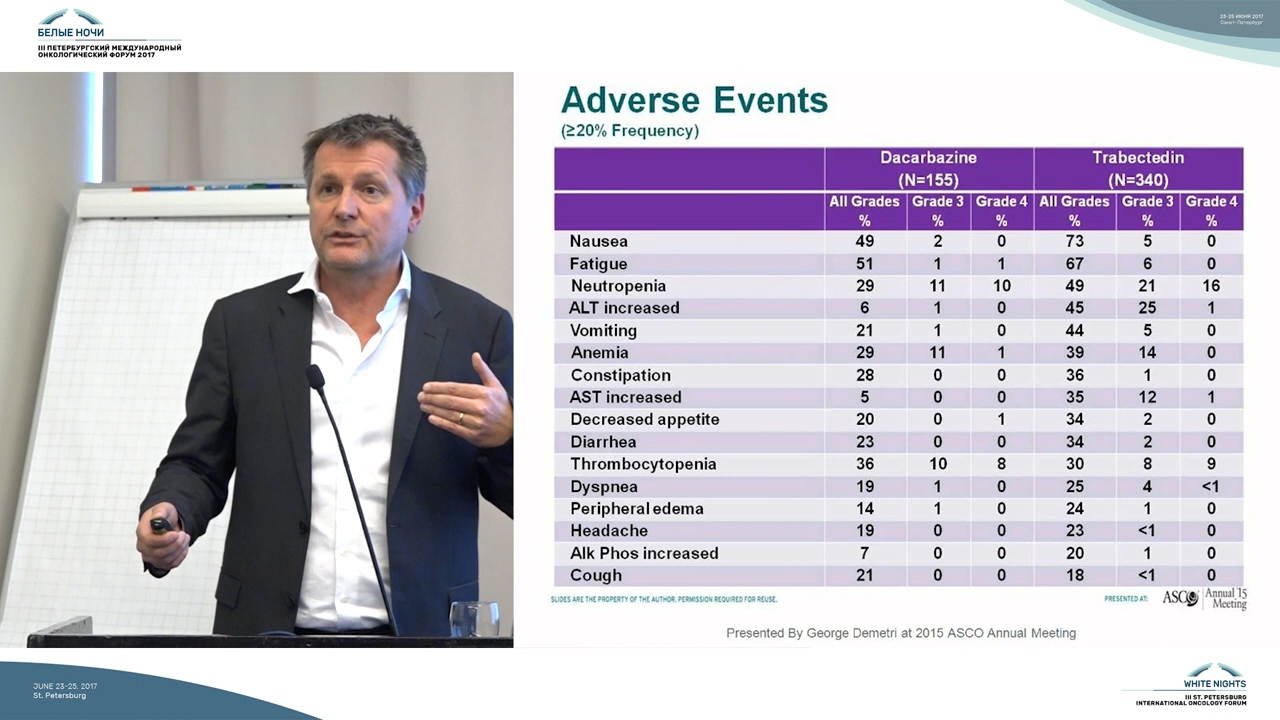 БЕЛЫЕ НОЧИ
III ПЕТЕРБУРГСКИЙ МЕЖДУНАРОДНЫЙ
ОНКОЛОГИЧЕСКИЙ ФОРУМ 2017
23-25 ИЮНЯ 2017
Санкт-Петербург
Adverse Events
(≥20% Frequency)
Dacarbazine (N=155) Trabectedin (N=340)
All Grades % Grade 3 % Grade 4 % All Grades % Grade 3 % Grade 4 %
Nausea 49 2 0 73 5 0
Fatigue 51 1 1 67 6 0
Neutropenia 29 11 10 49 21 16
ALT increased 6 1 0 45 25 1
Vomiting 21 1 0 44 5 0
Anemia 29 11 1 39 14 0
Constipation 28 0 0 36 1 0
AST increased 5 0 0 35 12 1
Decreased appetite 20 0 1 34 2 0
Diarrhea 23 0 0 34 2 0
Thrombocytopenia 36 10 8 30 8 9
Dyspnea 19 1 0 25 4 <1
Peripheral edema 14 1 0 24 1 0
Headache 19 0 0 23 <1 0
Alk Phos increased 7 0 0 20 1 0
Cough 21 0 0 18 <1 0
SLIDES ARE THE PROPERTY OF THE AUTHOR. PERMISSION REQUIRED FOR REUSE.
PRESENTED AT: ASCO Annual '15 Meeting
Presented By George Demetri at 2015 ASCO Annual Meeting
JUNE 23-25, 2017
St. Petersburg
WHITE NIGHTS
III ST. PETERSBURG
INTERNATIONAL ONCOLOGY FORUM